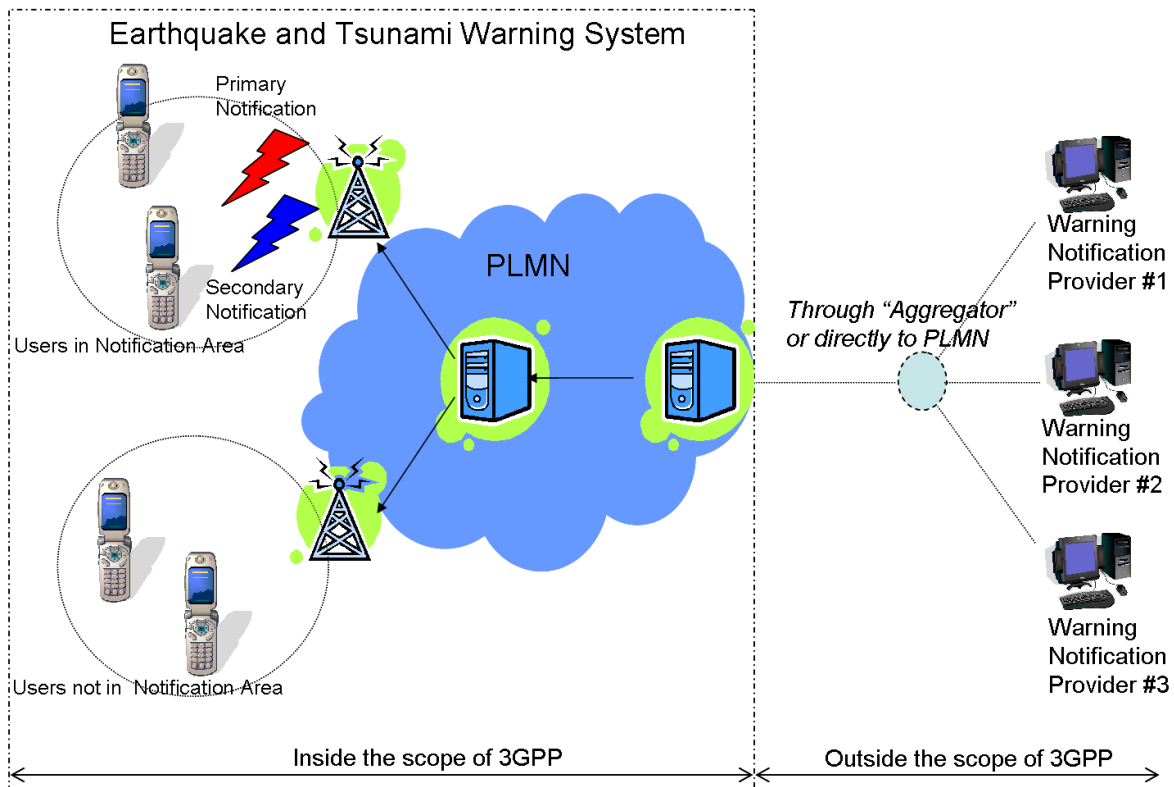 Earthquake and Tsunami Warning System
Primary
Notification
Secondary
Notification
Users in Notification Area
PLMN
Through “Aggregator”
or directly to PLMN
Warning
Notification
Provider #1
Warning
Notification
Provider #2
Warning
Notification
Provider #3
Users not in Notification Area
Inside the scope of 3GPP
Outside the scope of 3GPP